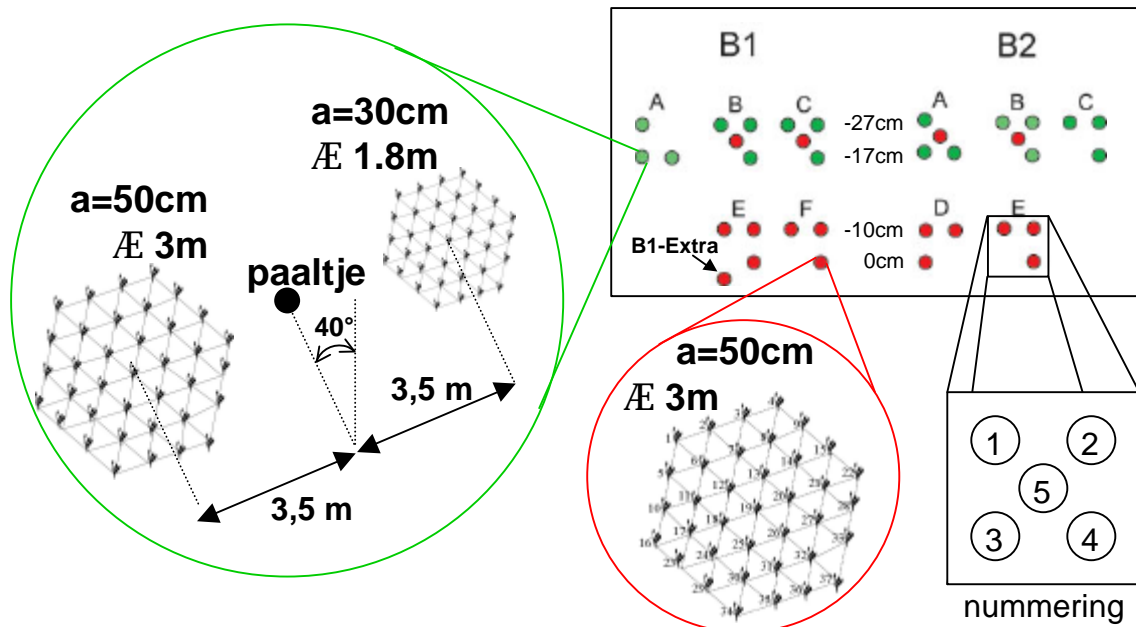 a=30cm
Æ 1.8m
a=50cm
Æ 3m
paaltje
40°
3,5 m
3,5 m
B1 B2
A B C A B C
-27cm
-17cm
E F D E
-10cm
0cm
B1-Extra
a=50cm
Æ 3m
1 2
5
3 4
nummering